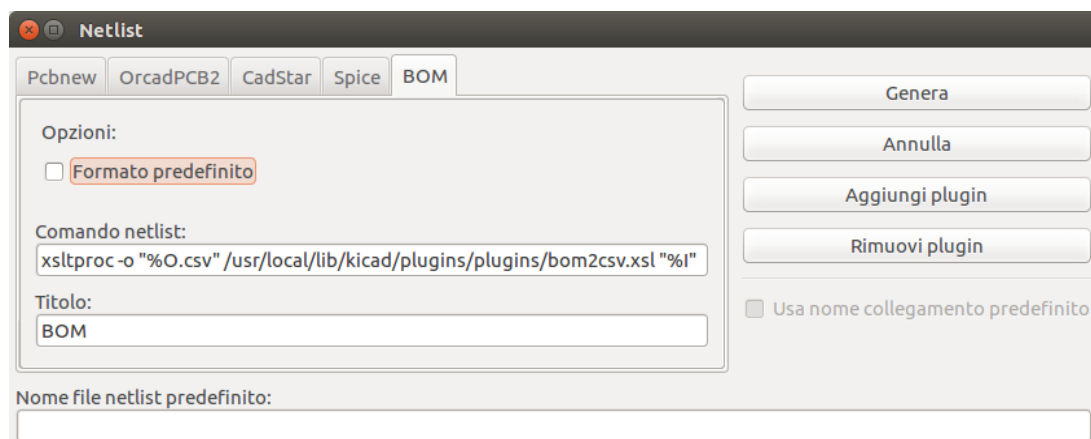 Netlist
Pcbnew OrcadPCB2 CadStar Spice BOM
Opzioni:
Formato predefinito
Comando netlist:
xsltproc -o "%O.csv" /usr/local/lib/kicad/plugins/plugins/bom2csv.xsl "%I"
Titolo:
BOM
Genera
Annulla
Aggiungi plugin
Rimuovi plugin
Usa nome collegamento predefinito
Nome file netlist predefinito: